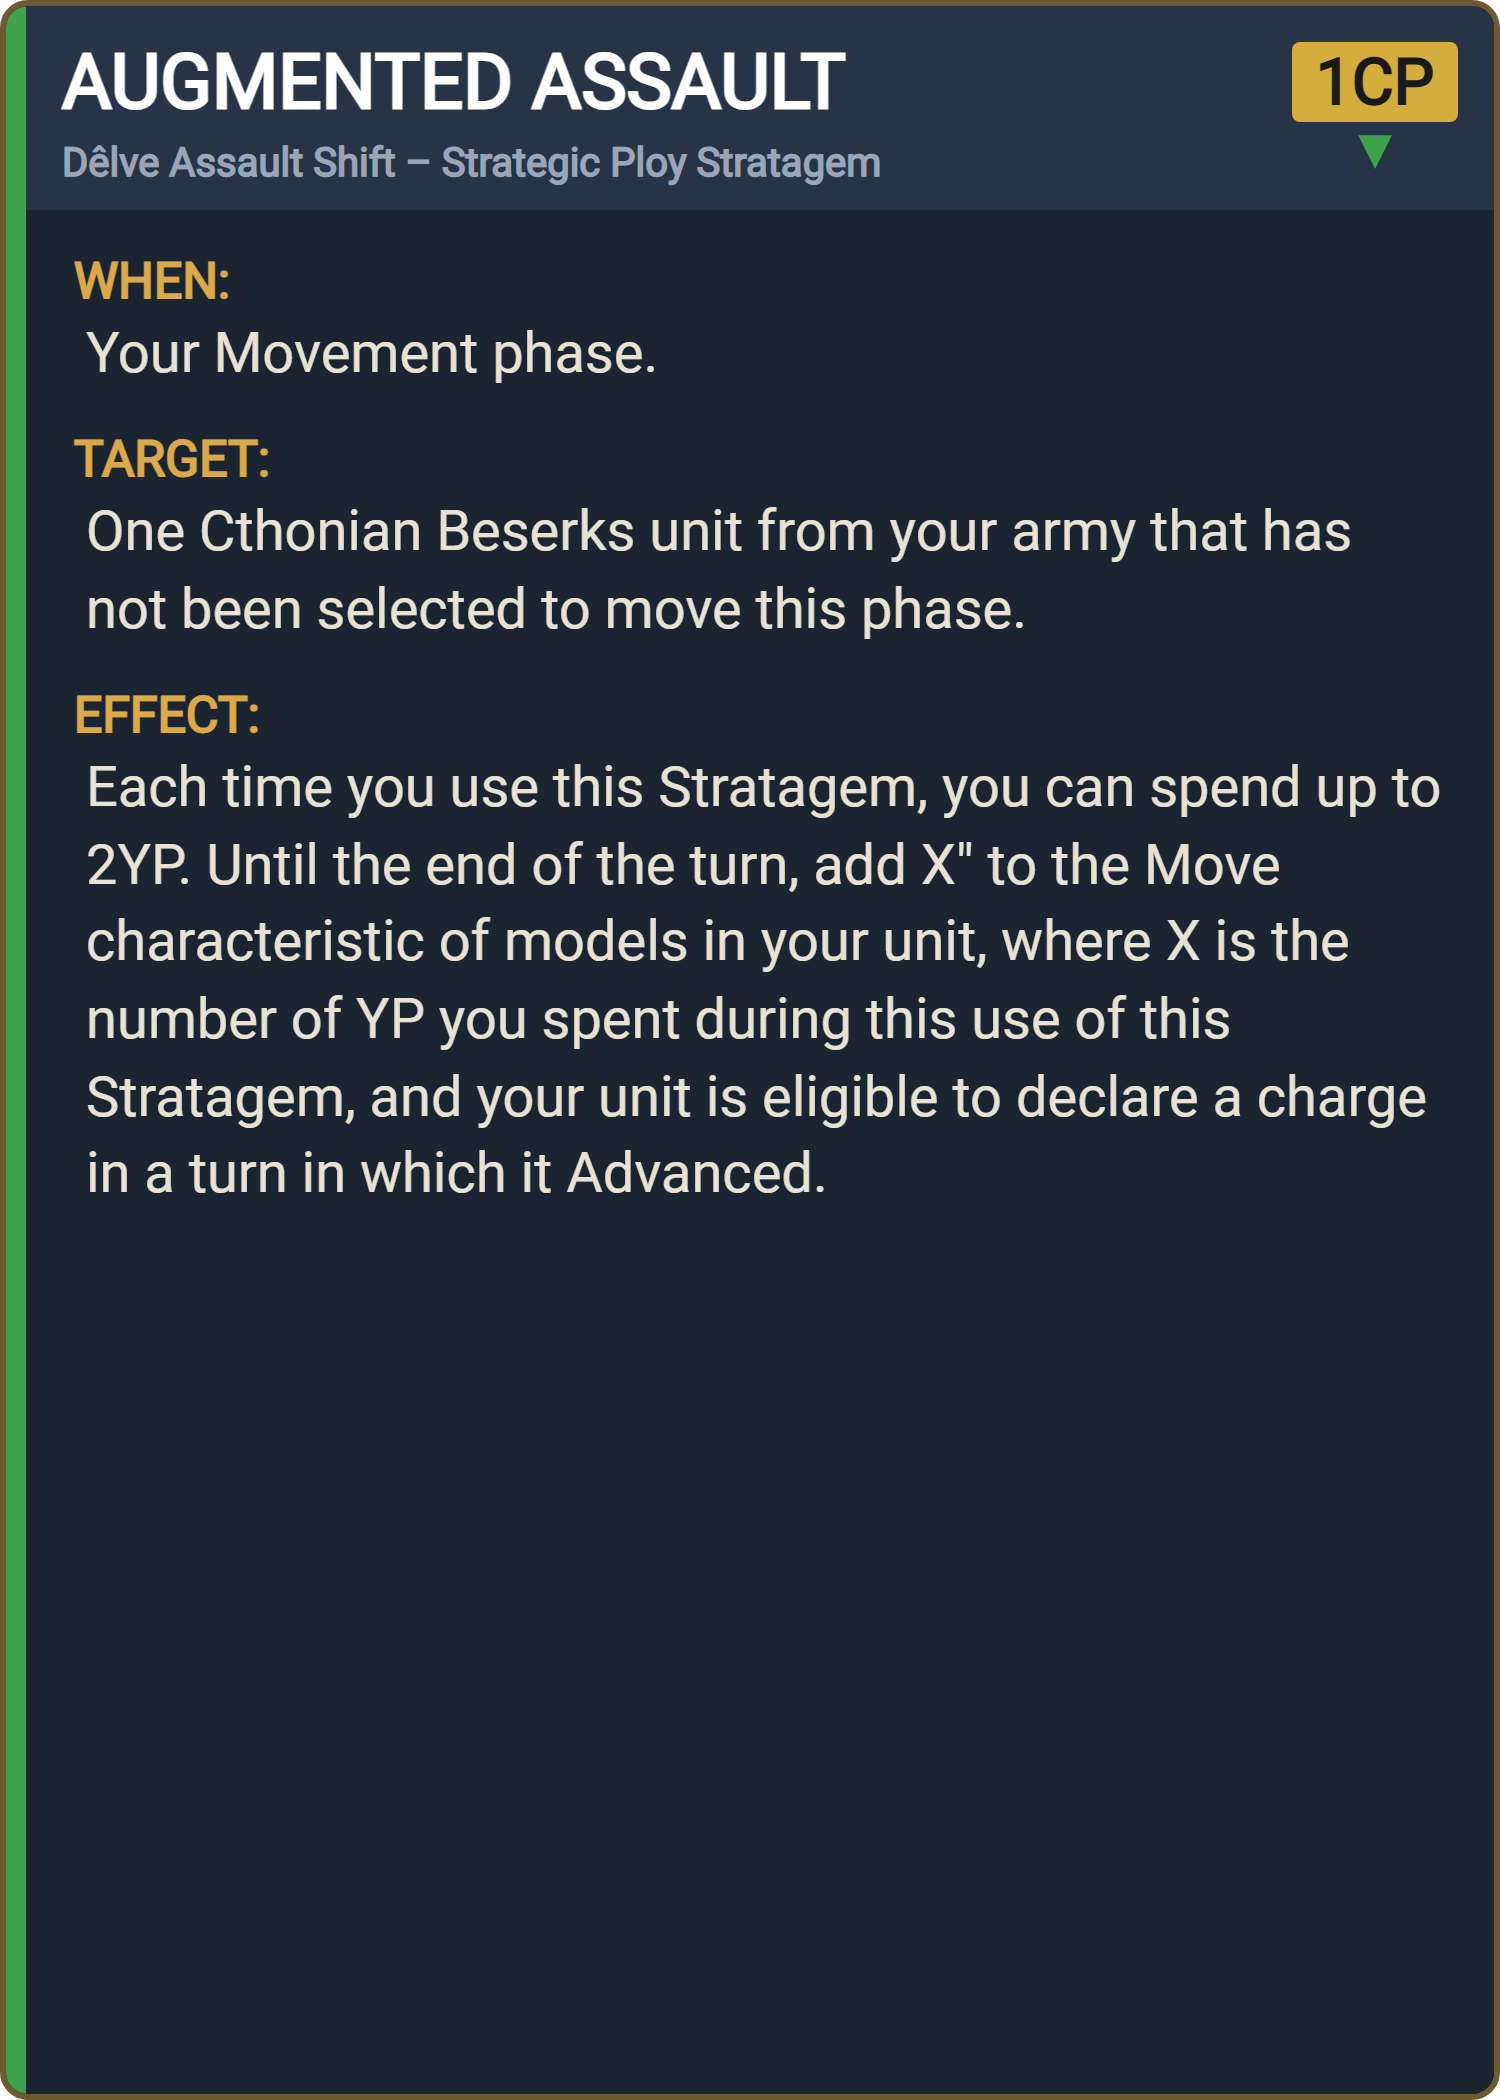 AUGMENTED ASSAULT
1CP
Dêlve Assault Shift – Strategic Ploy Stratagem
WHEN:
Your Movement phase.
TARGET:
One Cthonian Beserks unit from your army that has
not been selected to move this phase.
EFFECT:
Each time you use this Stratagem, you can spend up to
2YP. Until the end of the turn, add X" to the Move
characteristic of models in your unit, where X is the
number of YP you spent during this use of this
Stratagem, and your unit is eligible to declare a charge
in a turn in which it Advanced.